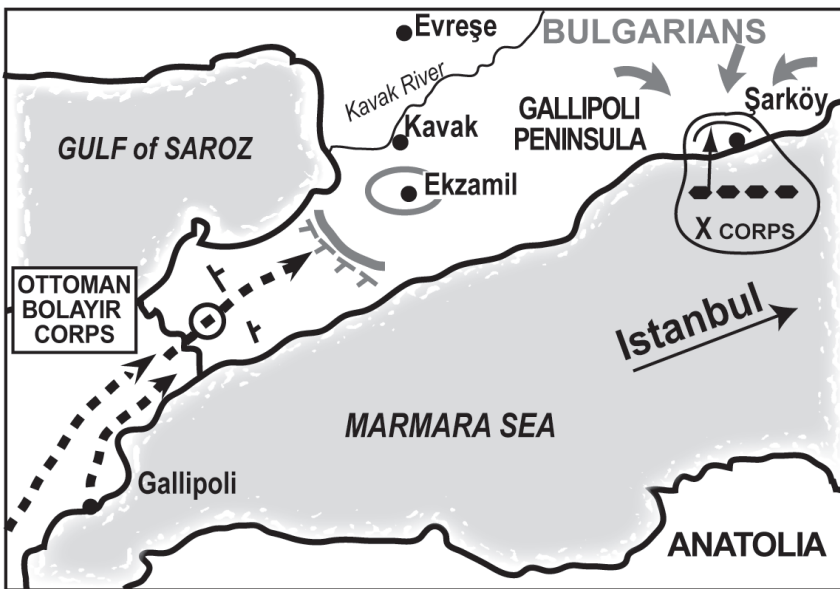 Evreşe
BULGARIANS
Kavak River
Şarköy
GALLIPOLI
PENINSULA
Kavak
GULF of SAROZ
Ekzamil
X CORPS
OTTOMAN
BOLAYIR
CORPS
Istanbul
MARMARA SEA
Gallipoli
ANATOLIA